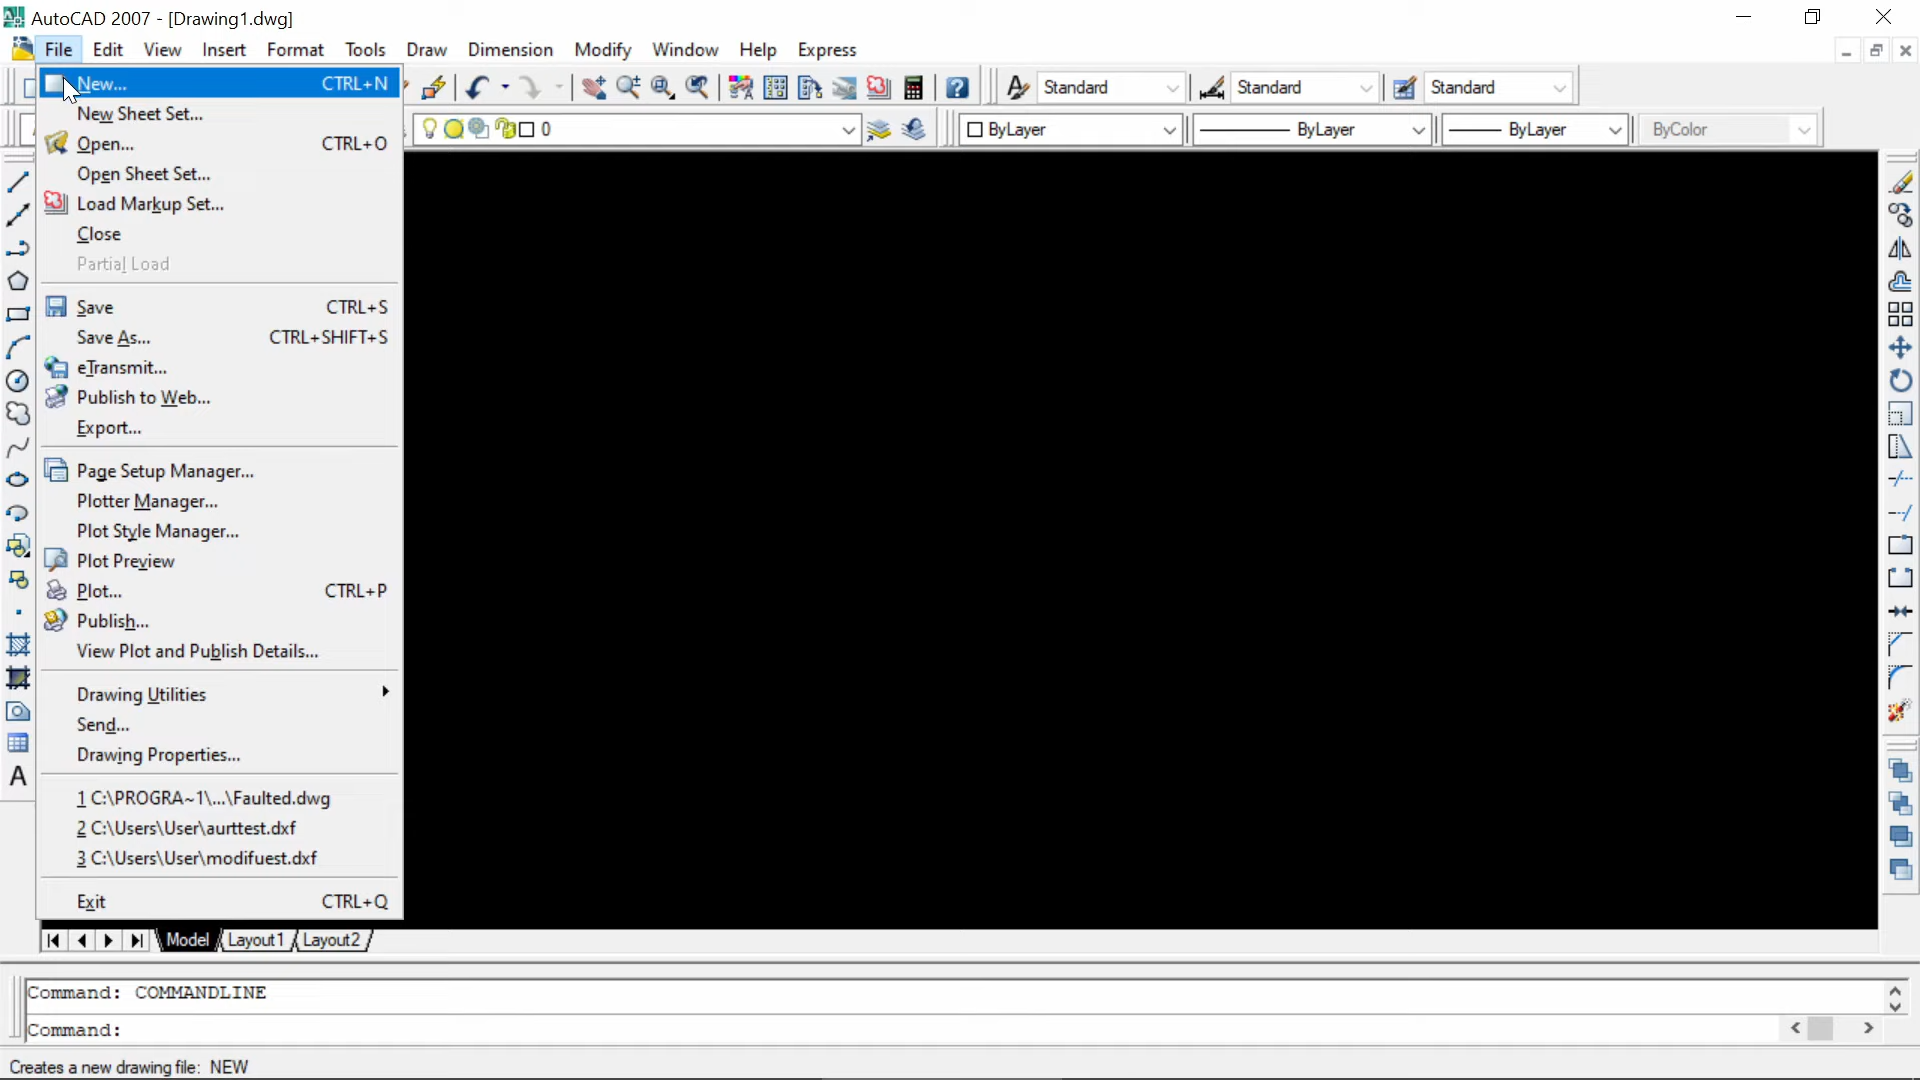 AutoCAD 2007 - [Drawing1.dwg]
File Edit View Insert Format Tools Draw Dimension Modify Window Help Express
New... CTRL+N
Standard Standard Standard
New Sheet Set...
0 ByLayer ByLayer ByLayer ByColor
Open... CTRL+O
Open Sheet Set...
Load Markup Set...
Close
Partial Load
Save CTRL+S
Save As... CTRL+SHIFT+S
eTransmit...
Publish to Web...
Export...
Page Setup Manager...
Plotter Manager...
Plot Style Manager...
Plot Preview
Plot... CTRL+P
Publish...
View Plot and Publish Details...
Drawing Utilities
Send...
Drawing Properties...
A
1 C:\PROGRA~1\...\Faulted.dwg
2 C:\Users\User\aurttest.dxf
3 C:\Users\User\modifuest.dxf
Exit CTRL+Q
Model Layout1 Layout2
Command: COMMANDLINE
Command:
Creates a new drawing file: NEW